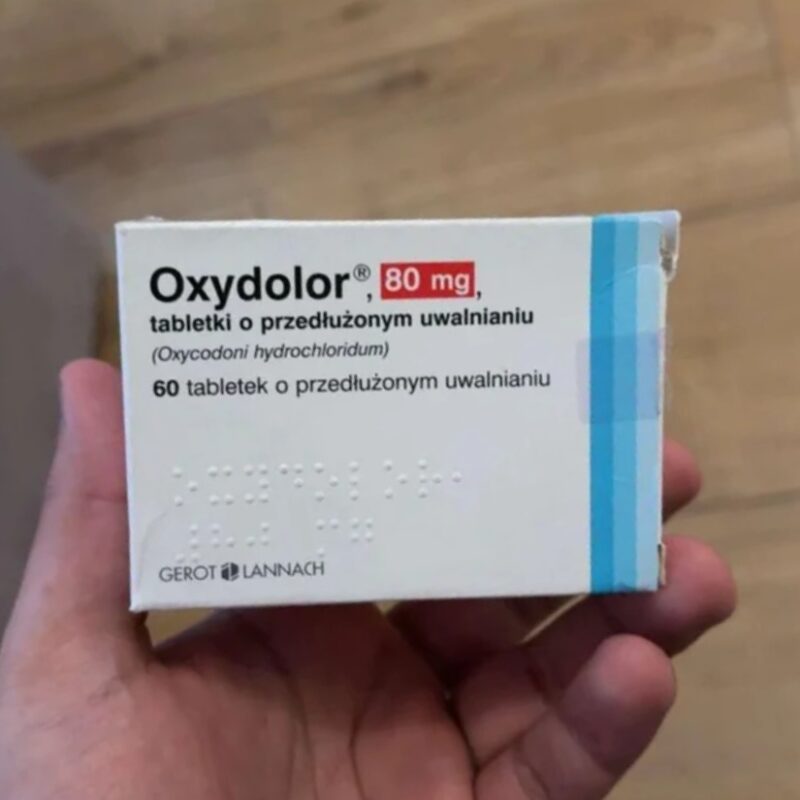 Oxydolor®, 80 mg,
tabletki o przedłużonym uwalnianiu
(Oxycodoni hydrochloridum)
60 tabletek o przedłużonym uwalnianiu
GEROT LANNACH